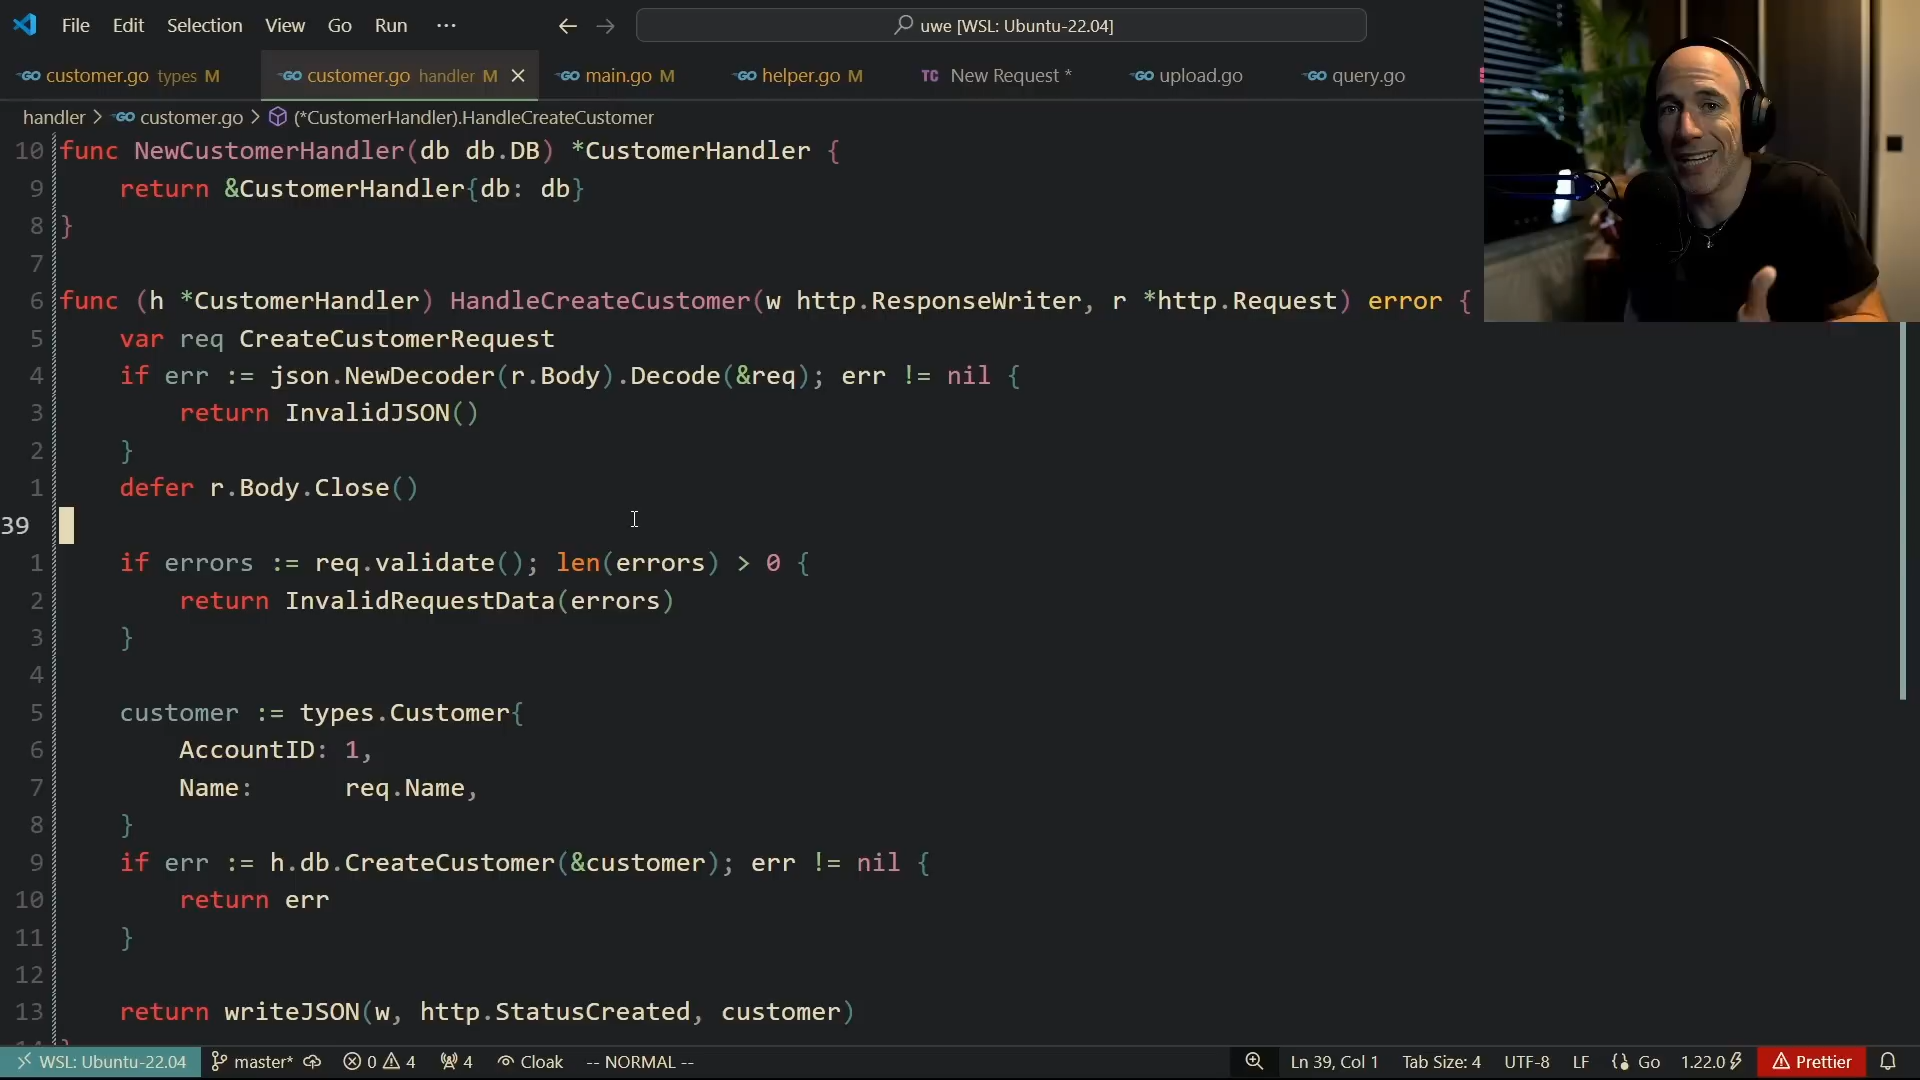 File Edit Selection View Go Run ··· uwe [WSL: Ubuntu-22.04]
customer.go types M customer.go handler M main.go M helper.go M TC New Request * upload.go query.go
handler > customer.go > (*CustomerHandler).HandleCreateCustomer
10 func NewCustomerHandler(db db.DB) *CustomerHandler {
9 return &CustomerHandler{db: db}
8 }
7
6 func (h *CustomerHandler) HandleCreateCustomer(w http.ResponseWriter, r *http.Request) error {
5 var req CreateCustomerRequest
4 if err := json.NewDecoder(r.Body).Decode(&req); err != nil {
3 return InvalidJSON()
2 }
1 defer r.Body.Close()
39
1 if errors := req.validate(); len(errors) > 0 {
2 return InvalidRequestData(errors)
3 }
4
5 customer := types.Customer{
6 AccountID: 1,
7 Name: req.Name,
8 }
9 if err := h.db.CreateCustomer(&customer); err != nil {
10 return err
11 }
12
13 return writeJSON(w, http.StatusCreated, customer)
WSL: Ubuntu-22.04 master* 0 4 4 Cloak -- NORMAL -- Ln 39, Col 1 Tab Size: 4 UTF-8 LF Go 1.22.0 Prettier